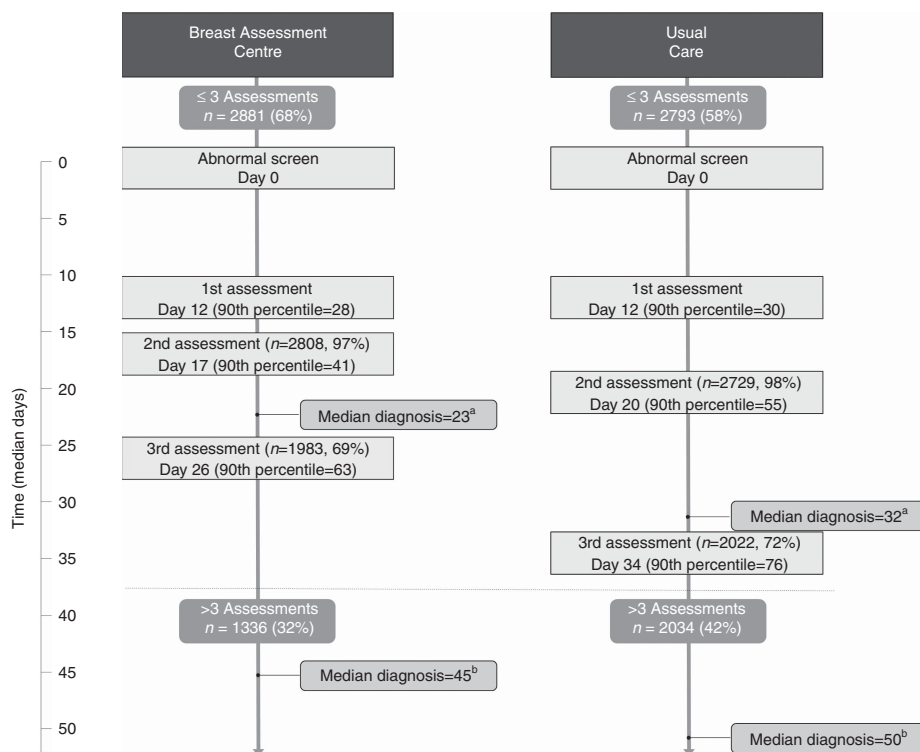 Breast Assessment
Centre
≤ 3 Assessments
n = 2881 (68%)
Abnormal screen
Day 0
1st assessment
Day 12 (90th percentile=28)
2nd assessment (n=2808, 97%)
Day 17 (90th percentile=41)
Median diagnosis=23ᵃ
3rd assessment (n=1983, 69%)
Day 26 (90th percentile=63)
>3 Assessments
n = 1336 (32%)
Median diagnosis=45ᵇ
Usual
Care
≤ 3 Assessments
n = 2793 (58%)
Abnormal screen
Day 0
1st assessment
Day 12 (90th percentile=30)
2nd assessment (n=2729, 98%)
Day 20 (90th percentile=55)
Median diagnosis=32ᵃ
3rd assessment (n=2022, 72%)
Day 34 (90th percentile=76)
>3 Assessments
n = 2034 (42%)
Median diagnosis=50ᵇ
Time (median days)
0
5
10
15
20
25
30
35
40
45
50